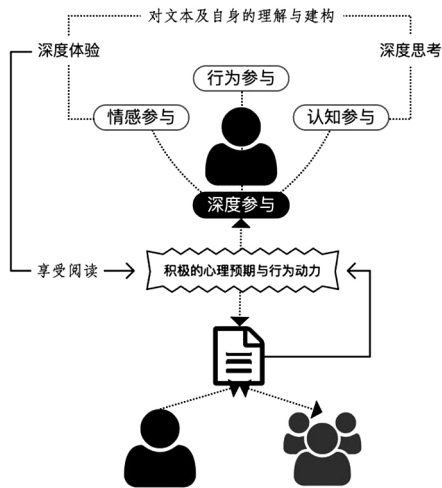 对文本及自身的理解与建构
深度体验
深度思考
行为参与
情感参与
认知参与
深度参与
享受阅读
积极的心理预期与行为动力